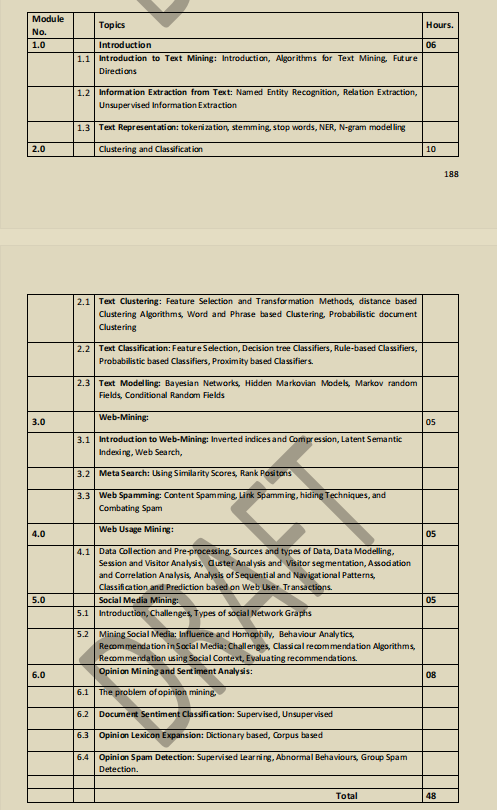 Module Topics Hours.
No.
1.0 Introduction 06
1.1 Introduction to Text Mining: Introduction, Algorithms for Text Mining, Future
Directions
1.2 Information Extraction from Text: Named Entity Recognition, Relation Extraction,
Unsupervised Information Extraction
1.3 Text Representation: tokenization, stemming, stop words, NER, N-gram modelling
2.0 Clustering and Classification 10
188
2.1 Text Clustering: Feature Selection and Transformation Methods, distance based
Clustering Algorithms, Word and Phrase based Clustering, Probabilistic document
Clustering
2.2 Text Classification: Feature Selection, Decision tree Classifiers, Rule-based Classifiers,
Probabilistic based Classifiers, Proximity based Classifiers.
2.3 Text Modelling: Bayesian Networks, Hidden Markovian Models, Markov random
Fields, Conditional Random Fields
3.0 Web-Mining: 05
3.1 Introduction to Web-Mining: Inverted indices and Compression, Latent Semantic
Indexing, Web Search,
3.2 Meta Search: Using Similarity Scores, Rank Positons
3.3 Web Spamming: Content Spamming, Link Spamming, hiding Techniques, and
Combating Spam
4.0 Web Usage Mining: 05
4.1 Data Collection and Pre-processing, Sources and types of Data, Data Modelling,
Session and Visitor Analysis, Cluster Analysis and Visitor segmentation, Association
and Correlation Analysis, Analysis of Sequential and Navigational Patterns,
Classification and Prediction based on Web User Transactions.
5.0 Social Media Mining: 05
5.1 Introduction, Challenges, Types of social Network Graphs
5.2 Mining Social Media: Influence and Homophily, Behaviour Analytics,
Recommendation in Social Media: Challenges, Classical recommendation Algorithms,
Recommendation using Social Context, Evaluating recommendations.
6.0 Opinion Mining and Sentiment Analysis: 08
6.1 The problem of opinion mining,
6.2 Document Sentiment Classification: Supervised, Unsupervised
6.3 Opinion Lexicon Expansion: Dictionary based, Corpus based
6.4 Opinion Spam Detection: Supervised Learning, Abnormal Behaviours, Group Spam
Detection.
Total 48
DRAFT